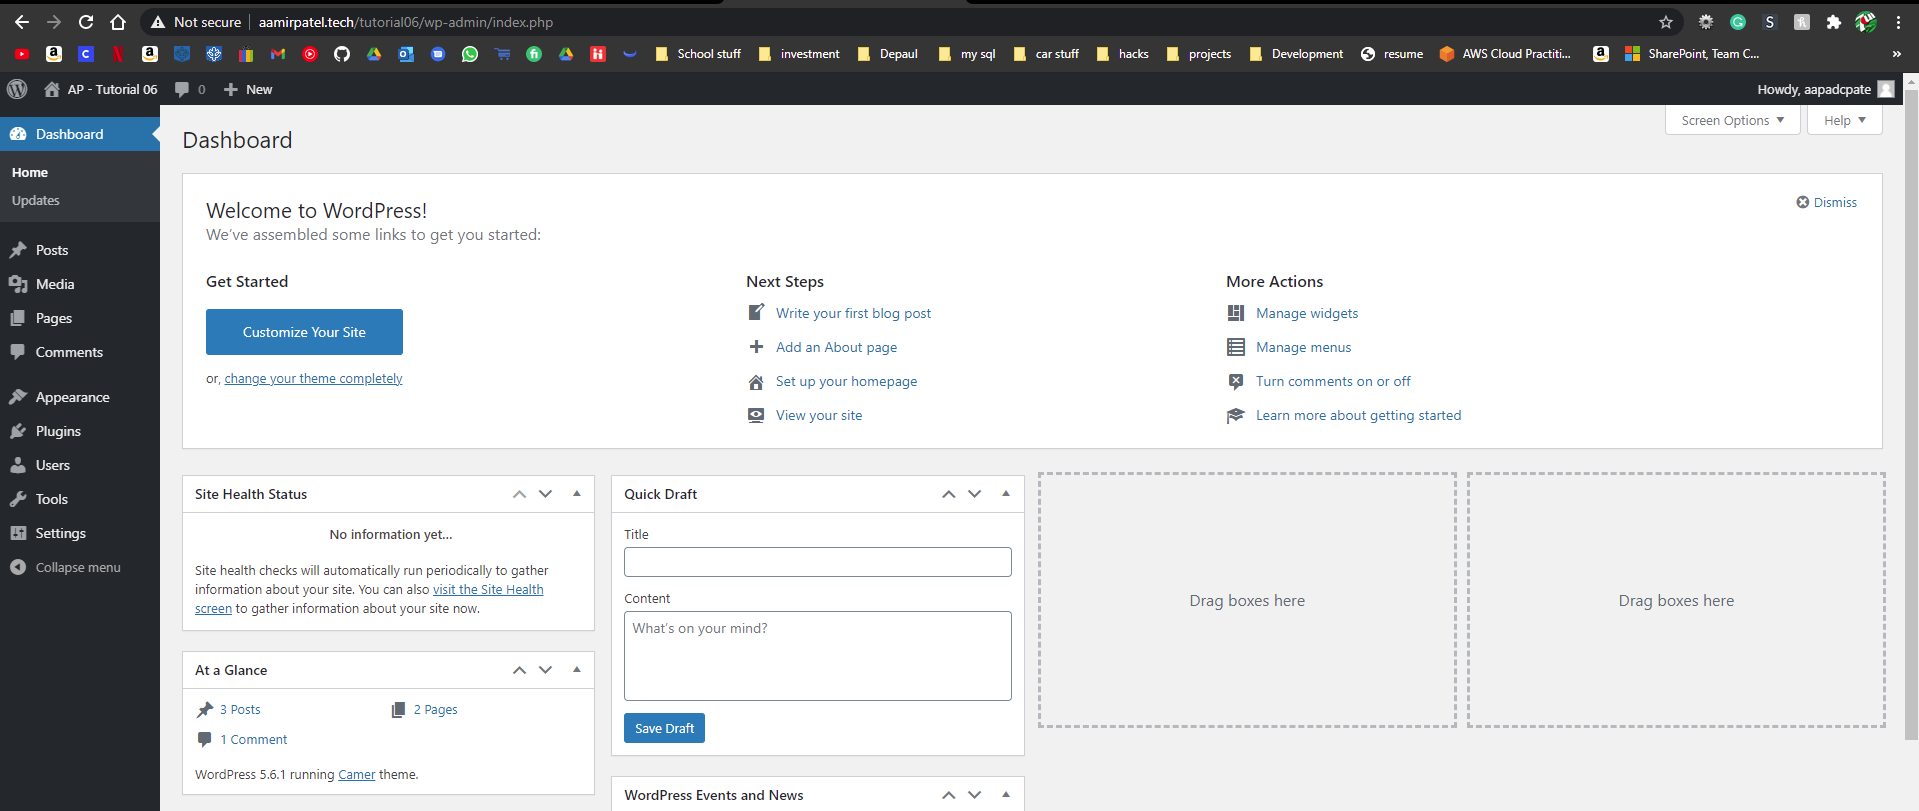 Not secure
aamirpatel.tech/tutorial06/wp-admin/index.php
School stuff
investment
Depaul
my sql
car stuff
hacks
projects
Development
resume
AWS Cloud Practiti...
SharePoint, Team C...
»
AP - Tutorial 06
0
New
Howdy, aapadcpate
Dashboard
Home
Updates
Posts
Media
Pages
Comments
Appearance
Plugins
Users
Tools
Settings
Collapse menu
Screen Options
Help
Dashboard
Welcome to WordPress!
We've assembled some links to get you started:
Dismiss
Get Started
Customize Your Site
or, change your theme completely
Next Steps
Write your first blog post
Add an About page
Set up your homepage
View your site
More Actions
Manage widgets
Manage menus
Turn comments on or off
Learn more about getting started
Site Health Status
No information yet...
Site health checks will automatically run periodically to gather
information about your site. You can also visit the Site Health
screen to gather information about your site now.
At a Glance
3 Posts
2 Pages
1 Comment
WordPress 5.6.1 running Camer theme.
Quick Draft
Title
Content
What's on your mind?
Save Draft
WordPress Events and News
Drag boxes here
Drag boxes here